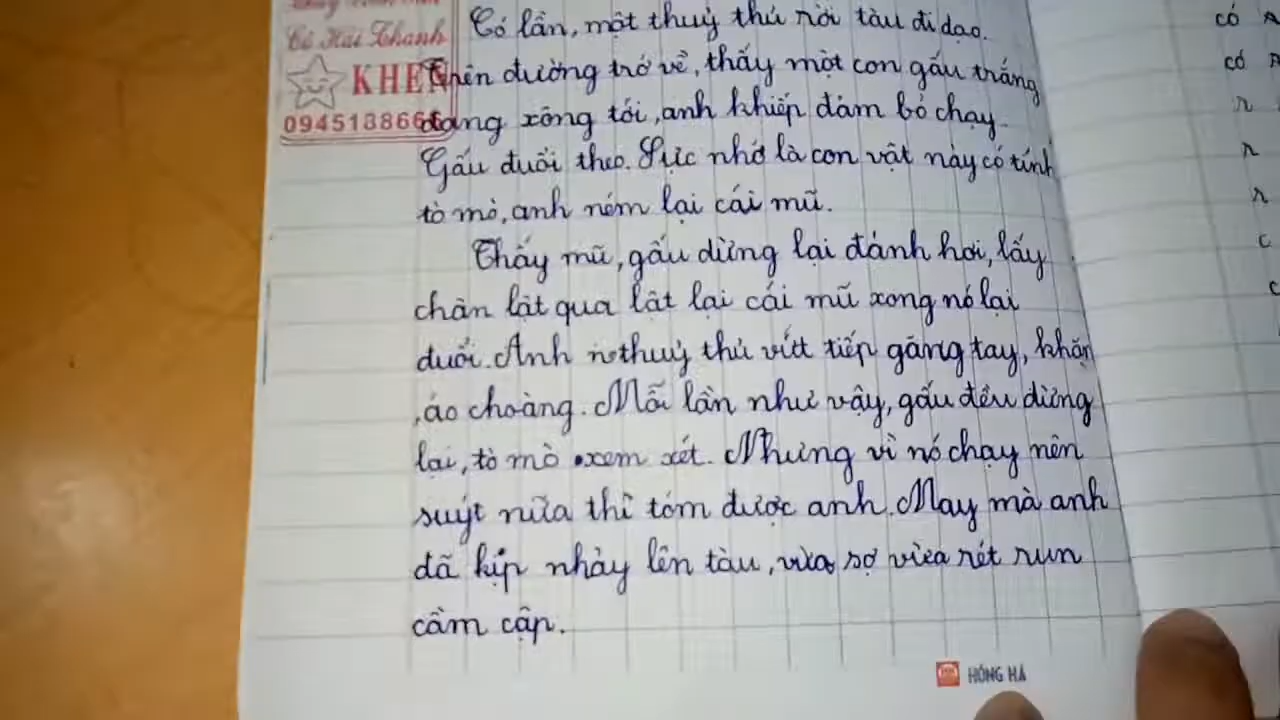 Cô Hải Thanh
KHEN
0945138666
Có lần, một thuỷ thủ rời tàu đi dạo.
Trên đường trở về, thấy một con gấu trắng
đang xông tới, anh khiếp đảm bỏ chạy.
Gấu đuổi theo. Sực nhớ là con vật này có tính
tò mò, anh ném lại cái mũ.
Thấy mũ, gấu dừng lại đánh hơi, lấy
chân lật qua lật lại cái mũ xong nó lại
đuổi. Anh thuỷ thủ vứt tiếp găng tay, khăn
, áo choàng. Mỗi lần như vậy, gấu đều dừng
lại, tò mò xem xét. Nhưng vì nó chạy nên
suýt nữa thì tóm được anh. May mà anh
đã kịp nhảy lên tàu, vừa sợ vừa rét run
cầm cập.
HỒNG HÀ
có
có